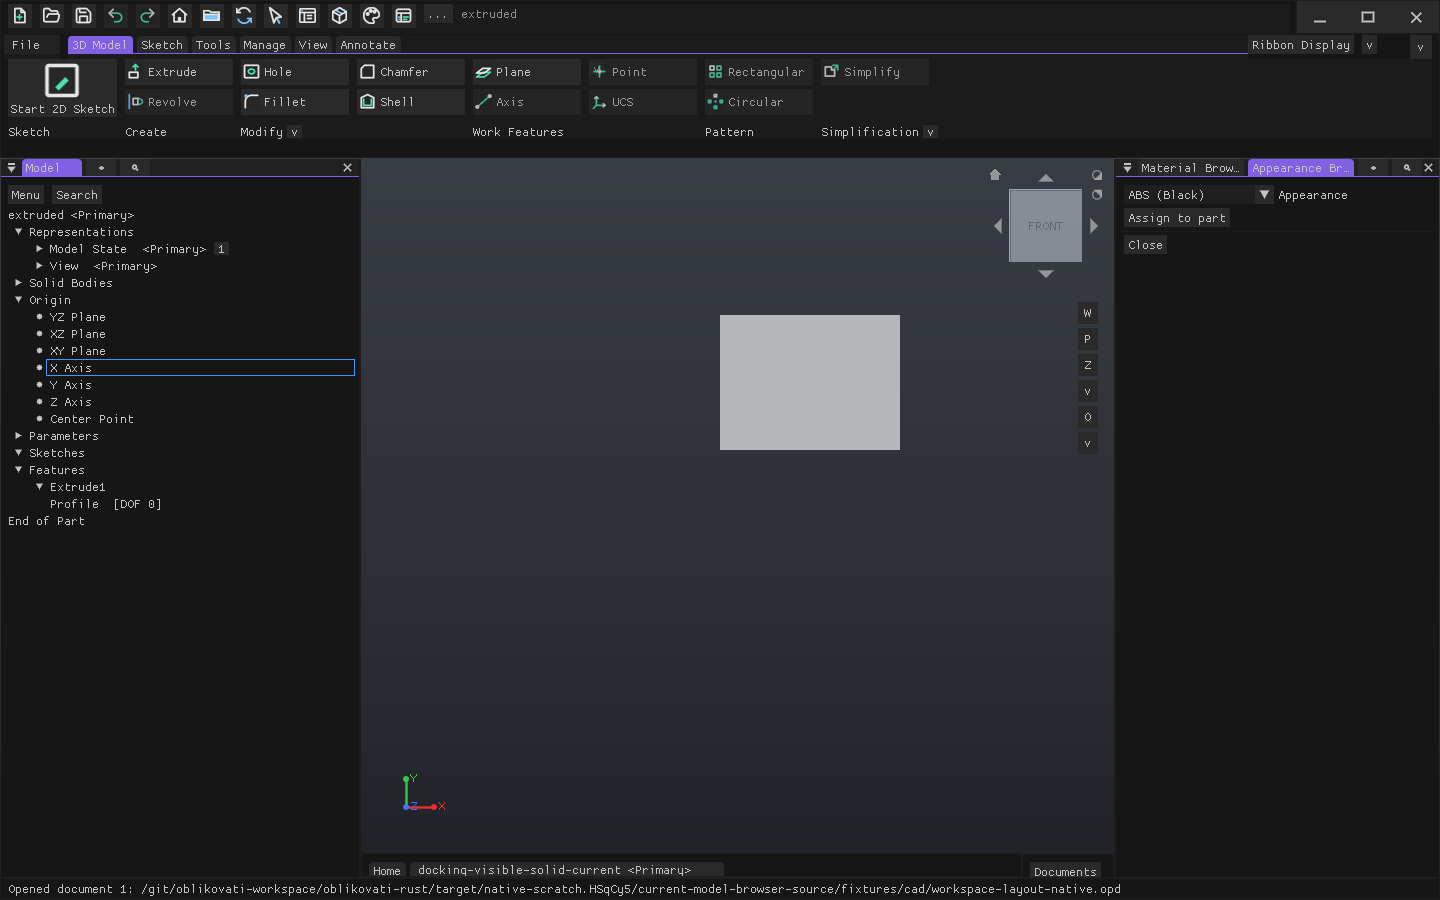 ... extruded
File 3D Model Sketch Tools Manage View Annotate Ribbon Display v v
Start 2D Sketch
Extrude Hole Chamfer Plane Point Rectangular Simplify
Revolve Fillet Shell Axis UCS Circular
Sketch Create Modify v Work Features Pattern Simplification v
Model
Menu Search
extruded <Primary>
Representations
Model State <Primary> 1
View <Primary>
Solid Bodies
Origin
YZ Plane
XZ Plane
XY Plane
X Axis
Y Axis
Z Axis
Center Point
Parameters
Sketches
Features
Extrude1
Profile [DOF 0]
End of Part
FRONT
W
P
Z
v
O
v
Y
Z X
Material Brow… Appearance Br…
ABS (Black) Appearance
Assign to part
Close
Home docking-visible-solid-current <Primary> Documents
Opened document 1: /git/oblikovati-workspace/oblikovati-rust/target/native-scratch.HSqCy5/current-model-browser-source/fixtures/cad/workspace-layout-native.opd